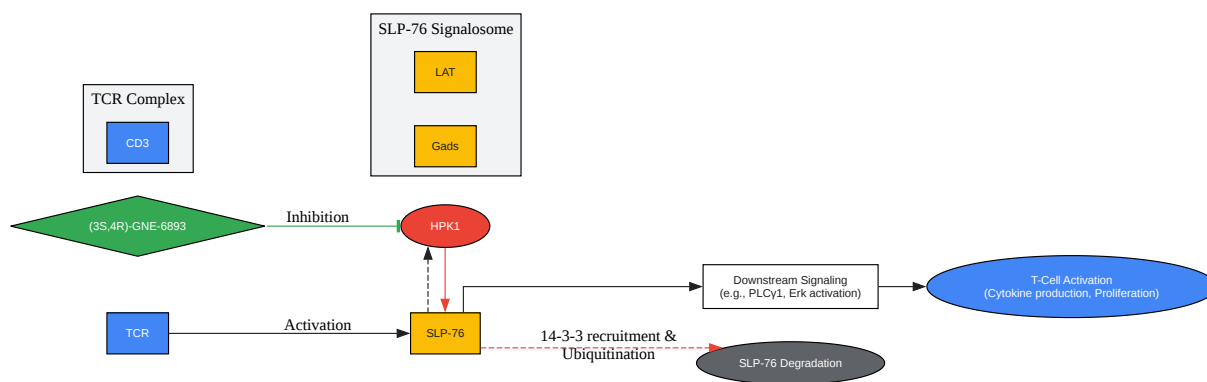 SLP-76 Signalosome
LAT
TCR Complex
CD3
Gads
(3S,4R)-GNE-6893
Inhibition
HPK1
Downstream Signaling
(e.g., PLCγ1, Erk activation)
T-Cell Activation
(Cytokine production, Proliferation)
TCR
Activation
SLP-76
14-3-3 recruitment &
Ubiquitination
SLP-76 Degradation